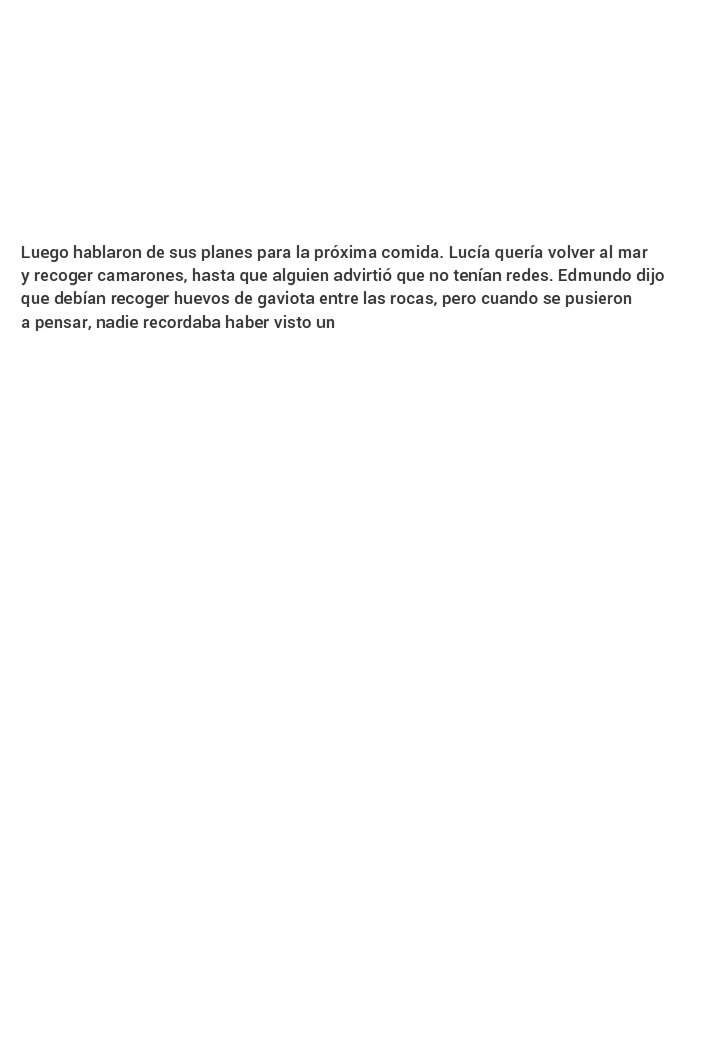 Luego hablaron de sus planes para la próxima comida. Lucía quería volver al mar
y recoger camarones, hasta que alguien advirtió que no tenían redes. Edmundo dijo
que debían recoger huevos de gaviota entre las rocas, pero cuando se pusieron
a pensar, nadie recordaba haber visto un